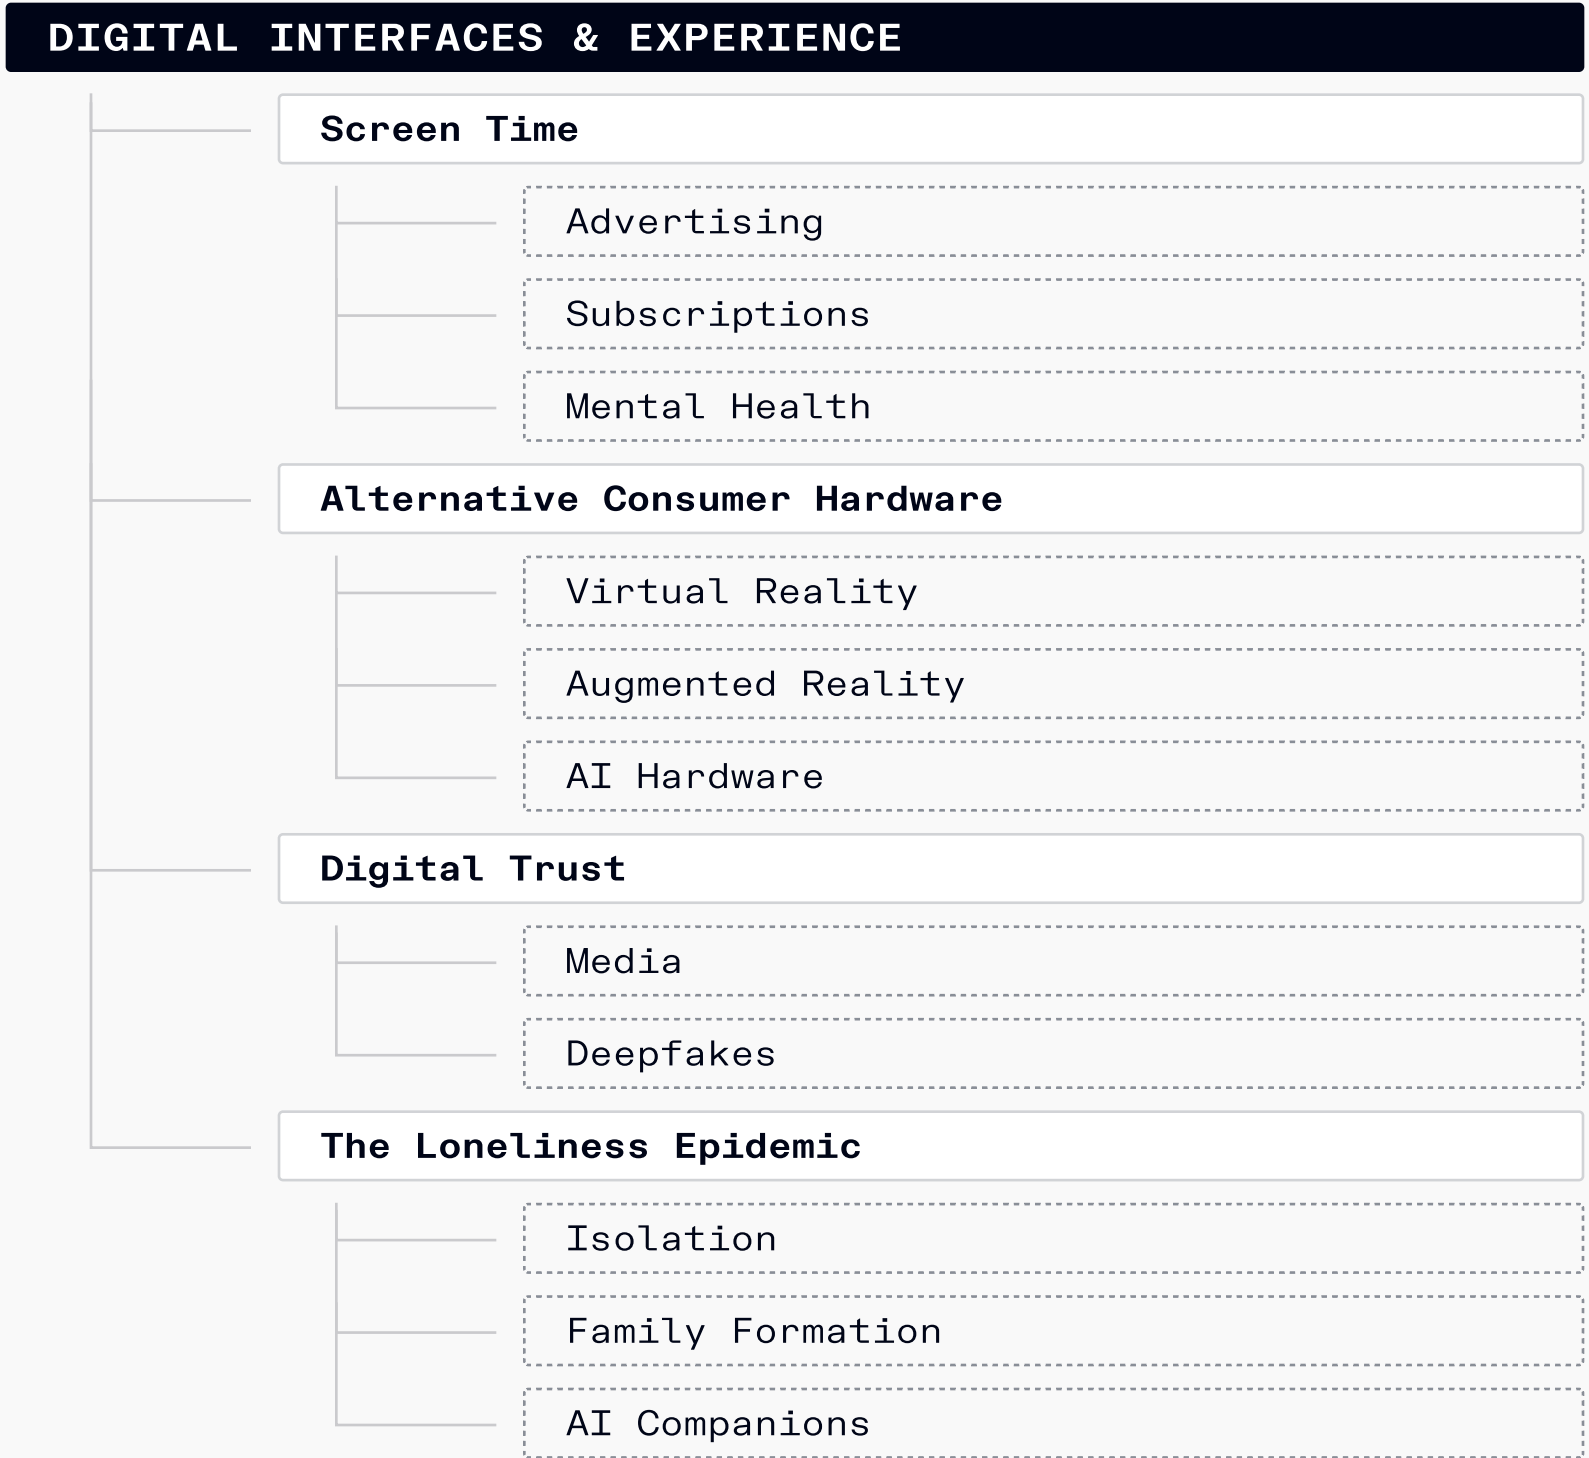 DIGITAL INTERFACES & EXPERIENCE
Screen Time
Advertising
Subscriptions
Mental Health
Alternative Consumer Hardware
Virtual Reality
Augmented Reality
AI Hardware
Digital Trust
Media
Deepfakes
The Loneliness Epidemic
Isolation
Family Formation
AI Companions